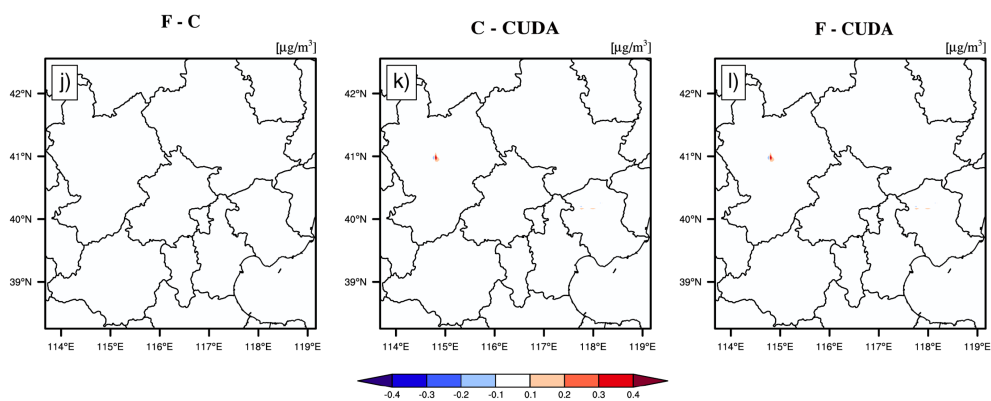 F - C
C - CUDA
F - CUDA
[μg/m³]
[μg/m³]
[μg/m³]
j)
k)
l)
42°N
41°N
40°N
39°N
42°N
41°N
40°N
39°N
42°N
41°N
40°N
39°N
114°E 115°E 116°E 117°E 118°E 119°E
114°E 115°E 116°E 117°E 118°E 119°E
114°E 115°E 116°E 117°E 118°E 119°E
-0.4 -0.3 -0.2 -0.1 0.1 0.2 0.3 0.4